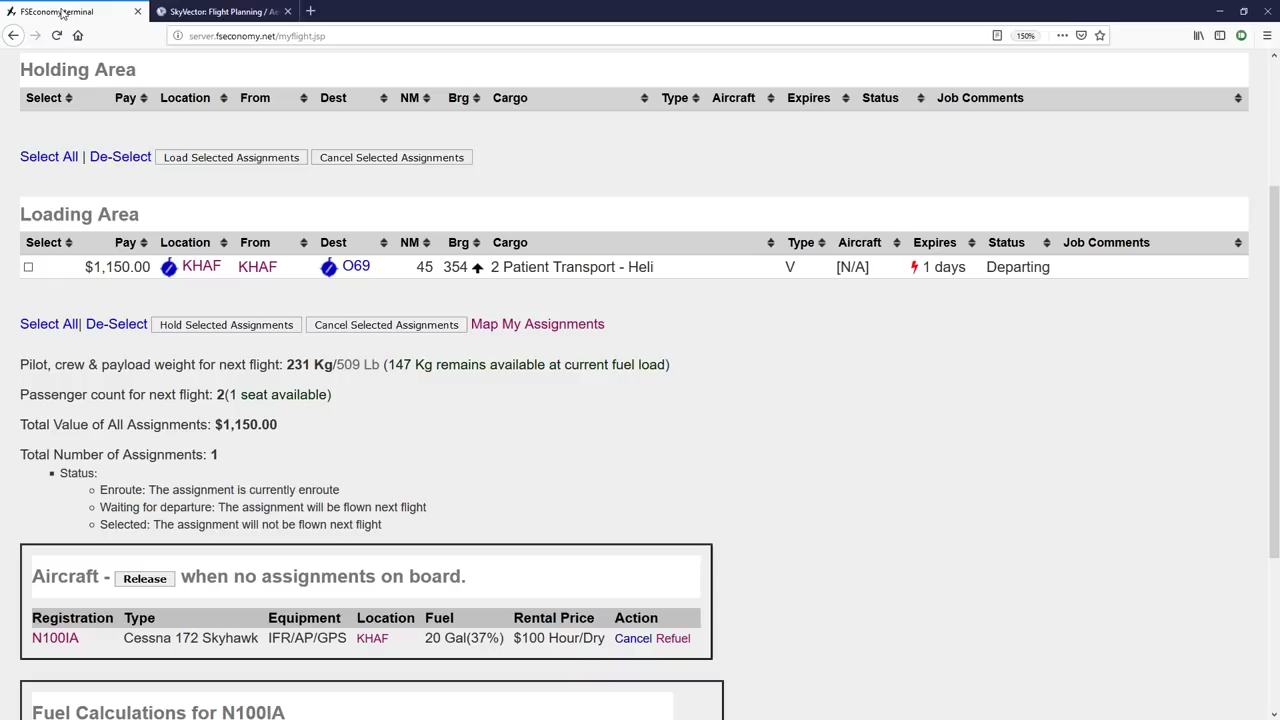 FSEconomy terminal
SkyVector: Flight Planning / Ae
server.fseconomy.net/myflight.jsp
150%
Holding Area
Select Pay Location From Dest NM Brg Cargo Type Aircraft Expires Status Job Comments
Select All | De-Select Load Selected Assignments Cancel Selected Assignments
Loading Area
Select Pay Location From Dest NM Brg Cargo Type Aircraft Expires Status Job Comments
$1,150.00 KHAF KHAF O69 45 354 2 Patient Transport - Heli V [N/A] 1 days Departing
Select All| De-Select Hold Selected Assignments Cancel Selected Assignments Map My Assignments
Pilot, crew & payload weight for next flight: 231 Kg/509 Lb (147 Kg remains available at current fuel load)
Passenger count for next flight: 2(1 seat available)
Total Value of All Assignments: $1,150.00
Total Number of Assignments: 1
Status:
Enroute: The assignment is currently enroute
Waiting for departure: The assignment will be flown next flight
Selected: The assignment will not be flown next flight
Aircraft - Release when no assignments on board.
Registration Type Equipment Location Fuel Rental Price Action
N100IA Cessna 172 Skyhawk IFR/AP/GPS KHAF 20 Gal(37%) $100 Hour/Dry Cancel Refuel
Fuel Calculations for N100IA